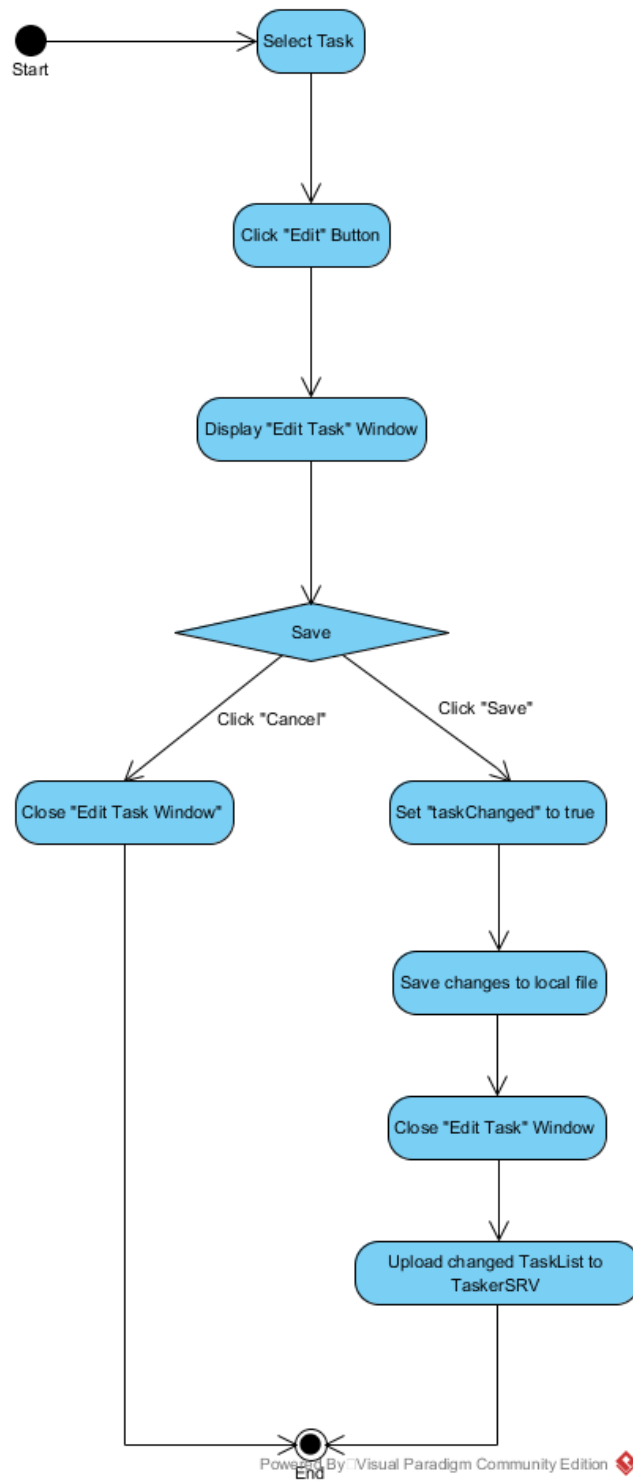 Select Task
Start
Click "Edit" Button
Display "Edit Task" Window
Save
Click "Cancel"
Click "Save"
Close "Edit Task Window"
Set "taskChanged" to true
Save changes to local file
Close "Edit Task" Window
Upload changed TaskList to
TaskerSRV
Powered By Visual Paradigm Community Edition
End